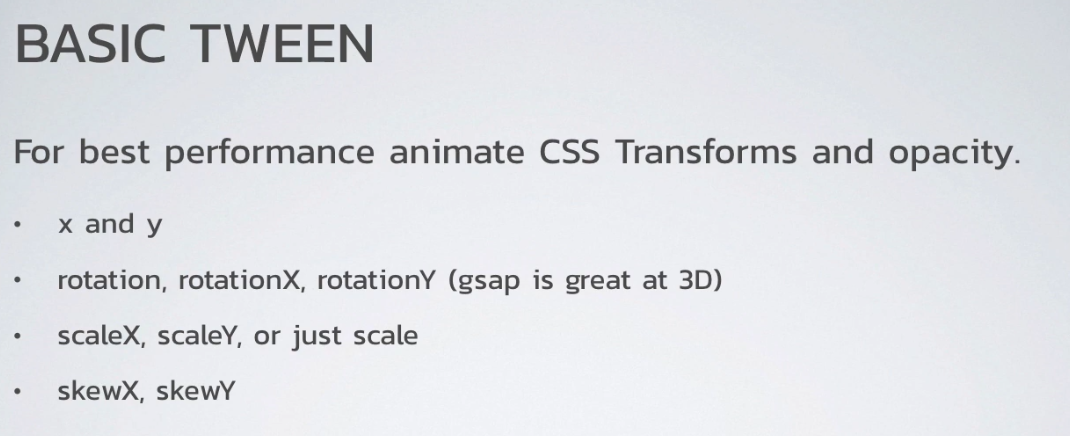 BASIC TWEEN
For best performance animate CSS Transforms and opacity.
• x and y
• rotation, rotationX, rotationY (gsap is great at 3D)
• scaleX, scaleY, or just scale
• skewX, skewY